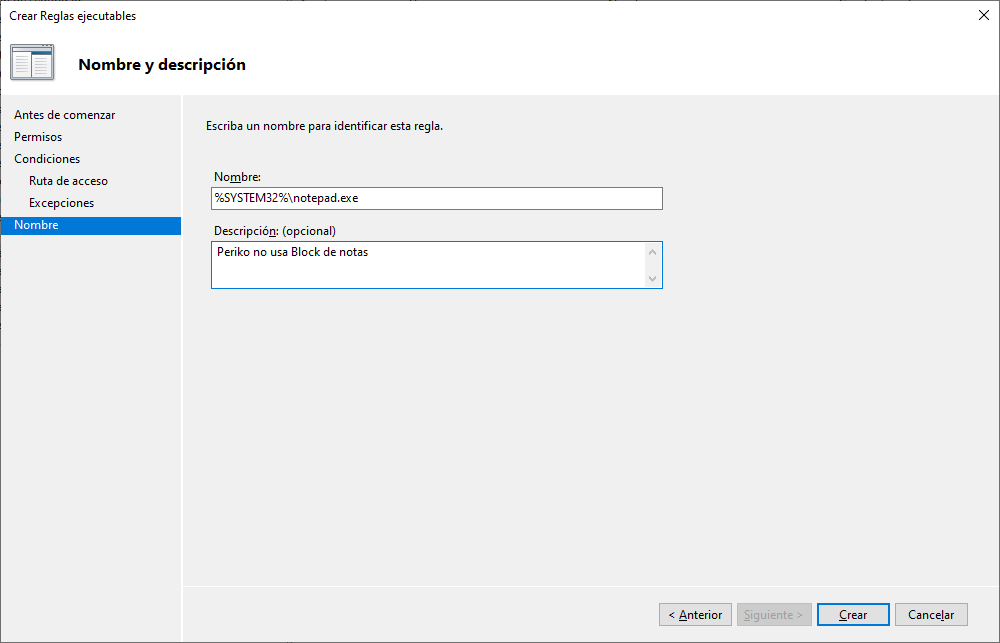 Crear Reglas ejecutables
Nombre y descripción
Antes de comenzar
Permisos
Condiciones
Ruta de acceso
Excepciones
Nombre
Escriba un nombre para identificar esta regla.
Nombre:
%SYSTEM32%\notepad.exe
Descripción: (opcional)
Periko no usa Block de notas
< Anterior
Siguiente >
Crear
Cancelar